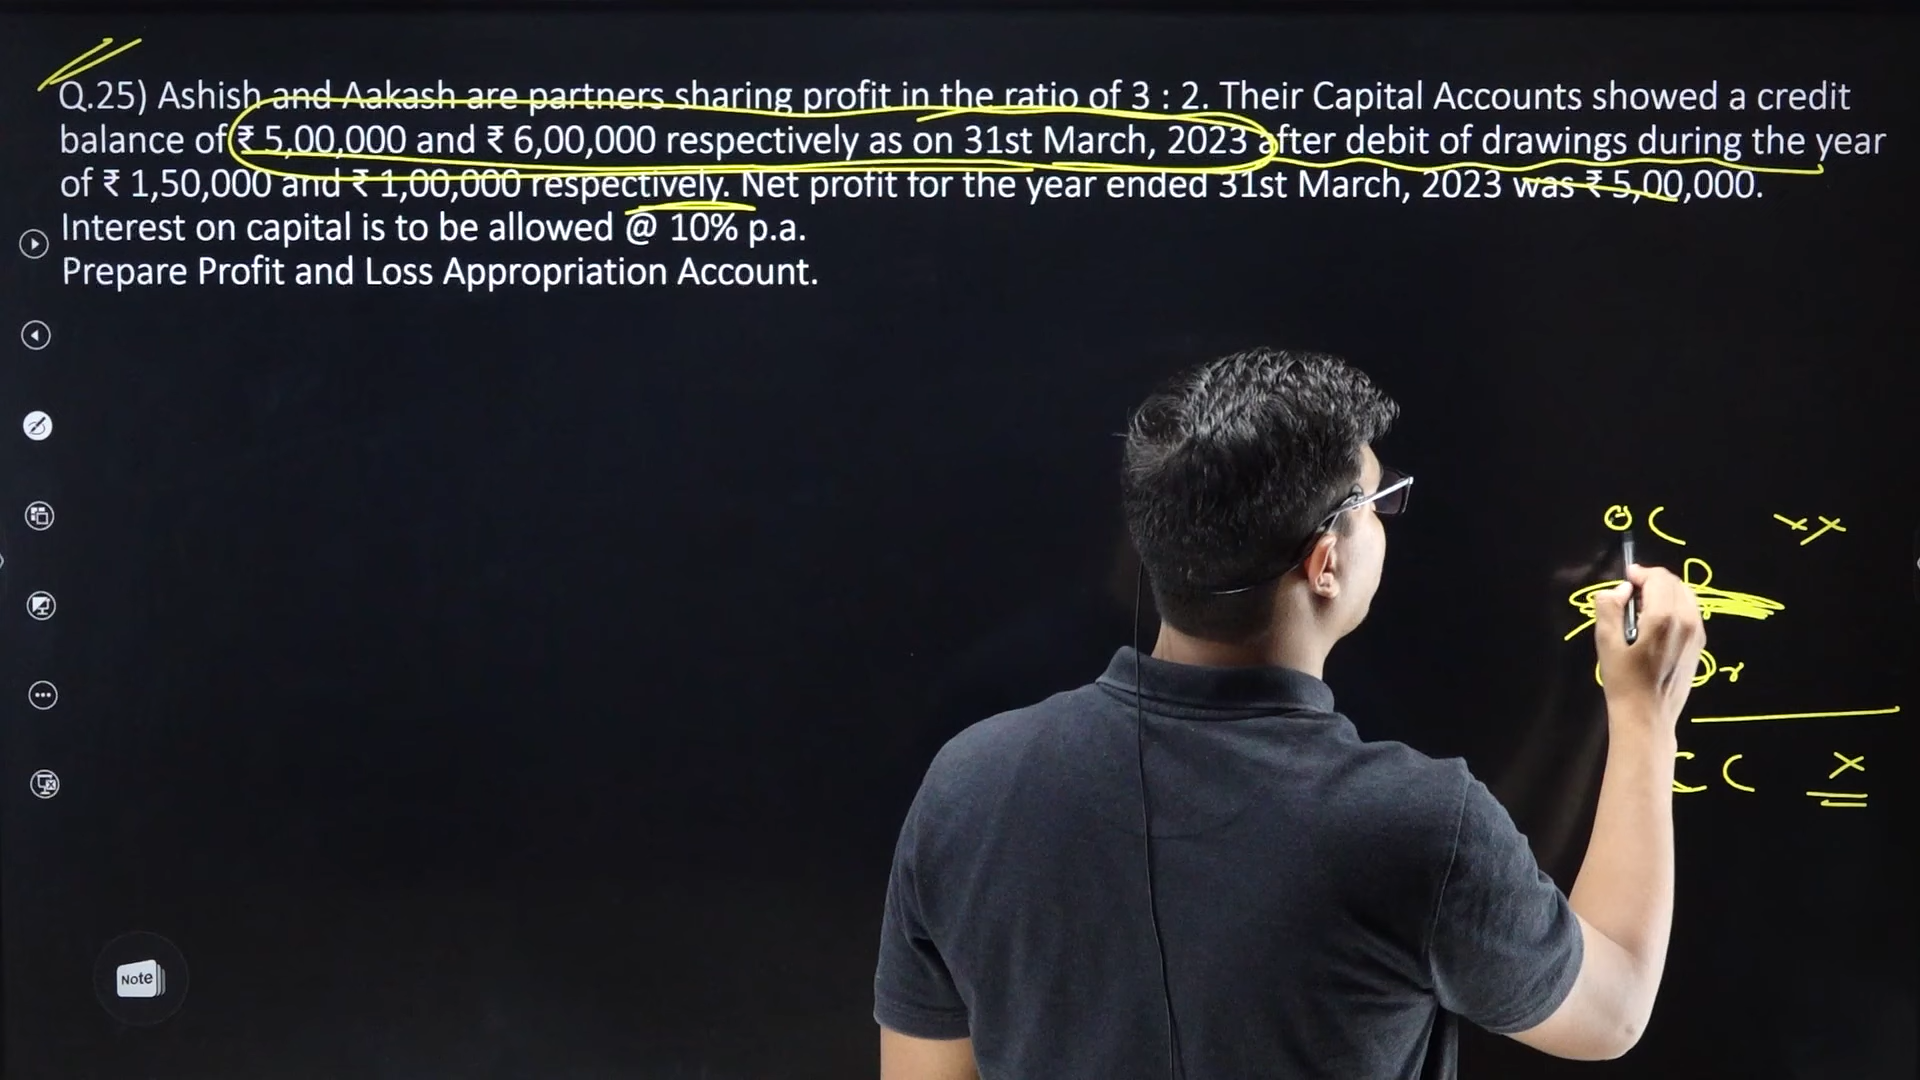 Q.25) Ashish and Aakash are partners sharing profit in the ratio of 3 : 2. Their Capital Accounts showed a credit
balance of ₹ 5,00,000 and ₹ 6,00,000 respectively as on 31st March, 2023 after debit of drawings during the year
of ₹ 1,50,000 and ₹ 1,00,000 respectively. Net profit for the year ended 31st March, 2023 was ₹ 5,00,000.
Interest on capital is to be allowed @ 10% p.a.
Prepare Profit and Loss Appropriation Account.
O C xx
C C x
Note